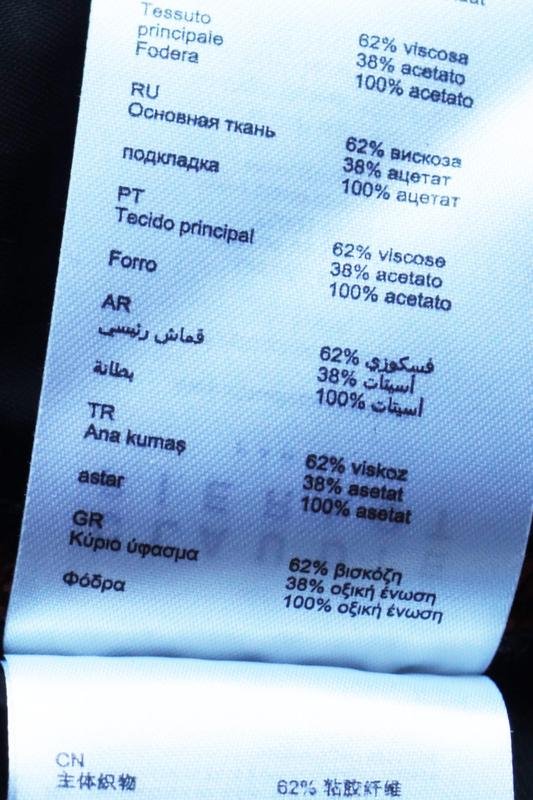 Tessuto
principale 62% viscosa
Fodera 38% acetato
100% acetato
RU
Основная ткань 62% вискоза
подкладка 38% ацетат
100% ацетат
PT
Tecido principal 62% viscose
Forro 38% acetato
100% acetato
AR
قماش رئيسي 62% فسكوزي
بطانة 38% أسيتات
100% أسيتات
TR
Ana kumaş 62% viskoz
astar 38% asetat
100% asetat
GR
Κύριο ύφασμα 62% βισκόζη
Φόδρα 38% οξική ένωση
100% οξική ένωση
CN
主体织物 62% 粘胶纤维